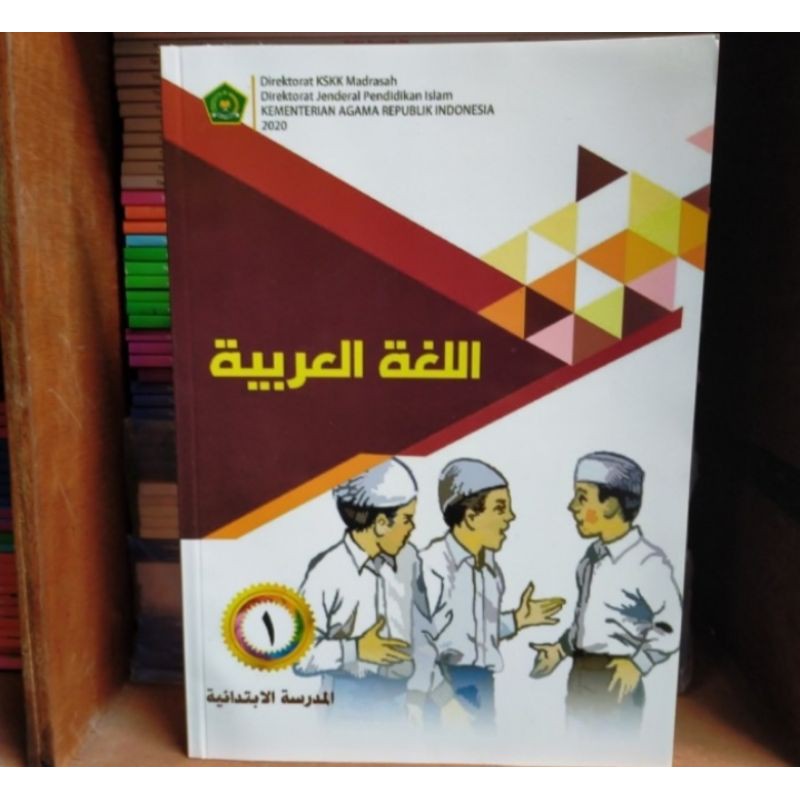 Direktorat KSKK Madrasah
Direktorat Jenderal Pendidikan Islam
KEMENTERIAN AGAMA REPUBLIK INDONESIA
2020
اللغة العربية
١
المدرسة الابتدائية